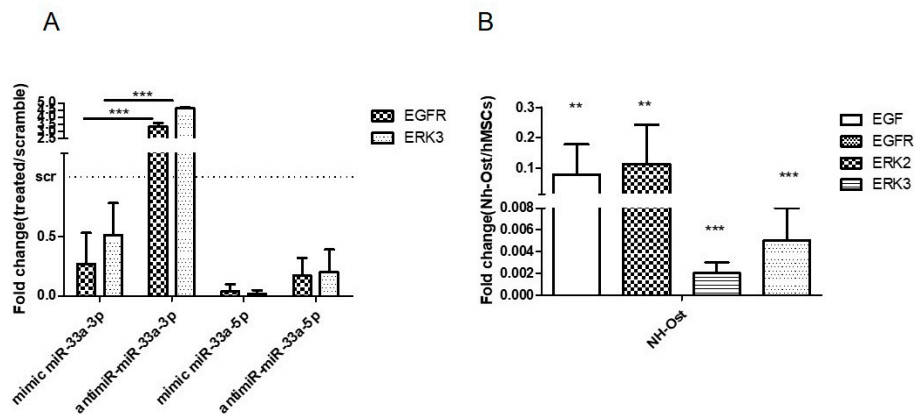 A
Fold change(treated/scramble)
5.0
4.5
4.0
3.5
3.0
2.5
scr
0.5
0.0
***
***
EGFR
ERK3
mimic miR-33a-3p
antimiR-miR-33a-3p
mimic miR-33a-5p
antimiR-miR-33a-5p
B
Fold change(Nh-Ost/hMSCs)
0.3
0.2
0.1
0.0
0.008
0.006
0.004
0.002
0.000
**
**
***
***
NH-Ost
EGF
EGFR
ERK2
ERK3